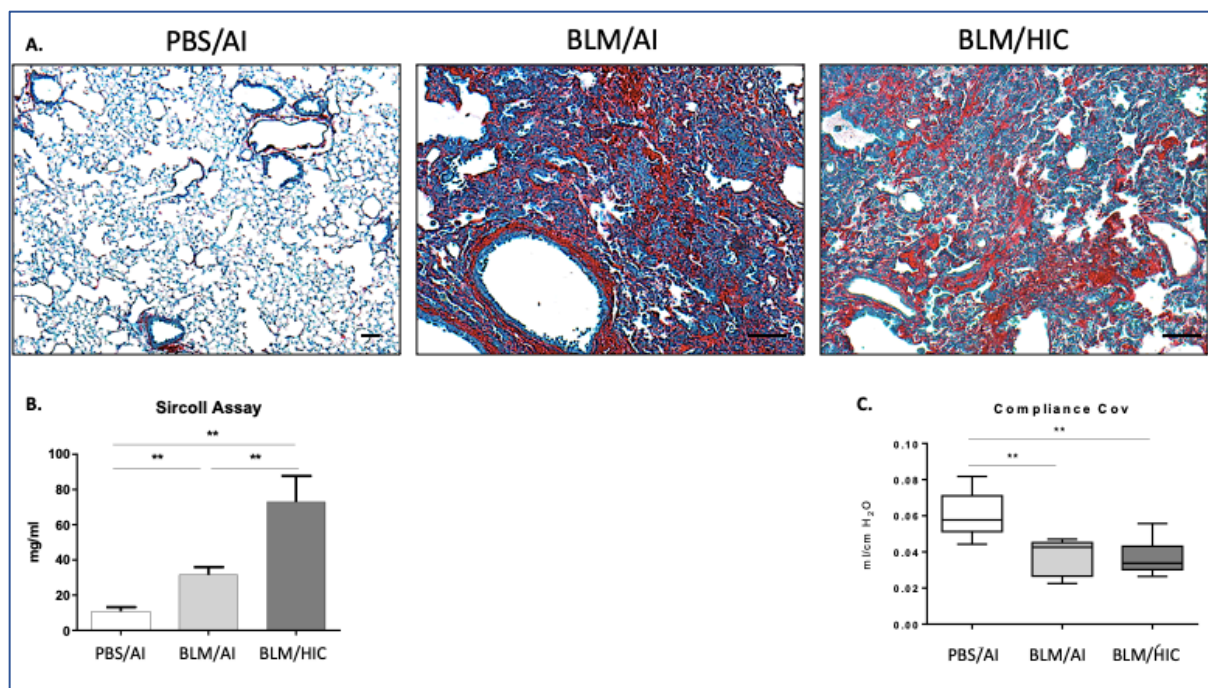 A.
PBS/AI
BLM/AI
BLM/HIC
B.
Sircoll Assay
**
**
**
100
80
60
40
20
0
mg/ml
PBS/AI
BLM/AI
BLM/HIC
C.
Compliance Cov
**
**
0.10
0.08
0.06
0.04
0.02
0.00
ml/cm H₂O
PBS/AI
BLM/AI
BLM/H́IC